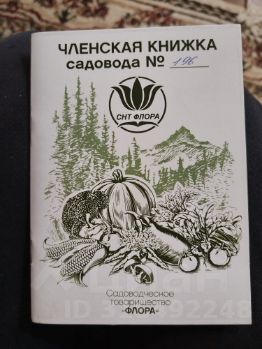 ЧЛЕНСКАЯ КНИЖКА
садовода № 196
СНТ ФЛОРА
Садоводческое
товарищество
«ФЛОРА»